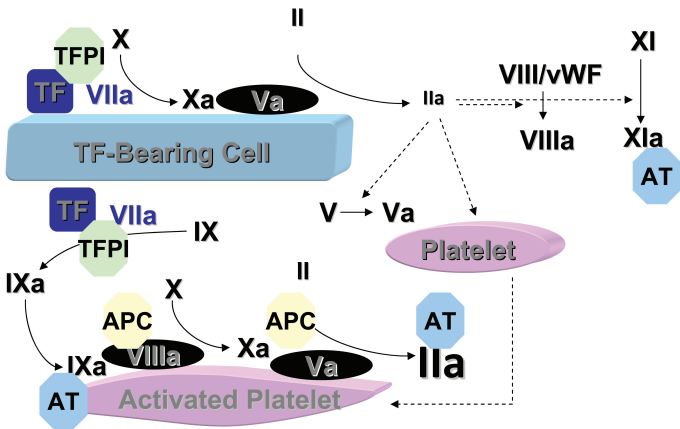 II
X
TFPI
TF
VIIa
Xa
Va
IIa
VIII/vWF
VIIIa
XI
XIa
AT
TF-Bearing Cell
TF
VIIa
TFPI
IX
V
Va
Platelet
IXa
X
II
APC
VIIIa
Xa
APC
Va
AT
IIa
IXa
AT
Activated Platelet